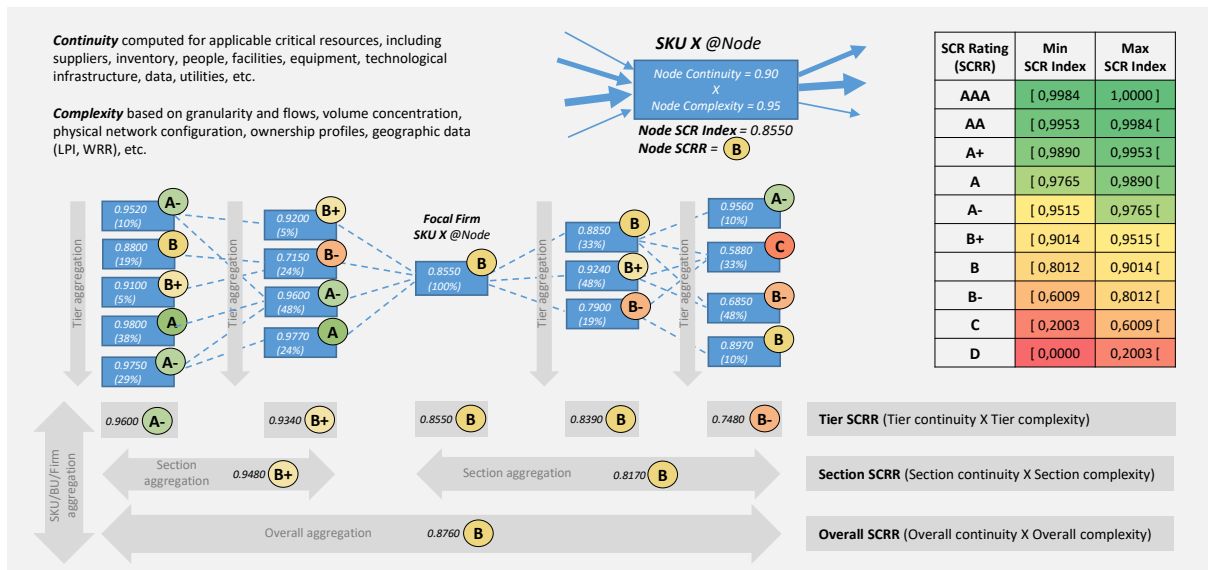 Continuity computed for applicable critical resources, including
suppliers, inventory, people, facilities, equipment, technological
infrastructure, data, utilities, etc.
Complexity based on granularity and flows, volume concentration,
physical network configuration, ownership profiles, geographic data
(LPI, WRR), etc.
SKU X @Node
Node Continuity = 0.90
X
Node Complexity = 0.95
Node SCR Index = 0.8550
Node SCRR = B
SCR Rating
(SCRR)
Min
SCR Index
Max
SCR Index
AAA [ 0,9984 1,0000 ]
AA [ 0,9953 0,9984 [
A+ [ 0,9890 0,9953 [
A [ 0,9765 0,9890 [
A- [ 0,9515 0,9765 [
B+ [ 0,9014 0,9515 [
B [ 0,8012 0,9014 [
B- [ 0,6009 0,8012 [
C [ 0,2003 0,6009 [
D [ 0,0000 0,2003 [
Tier aggregation
0.9520
(10%)
A-
0.8800
(19%)
B
0.9100
(5%)
B+
0.9800
(38%)
A
0.9750
(29%)
A-
Tier aggregation
0.9200
(5%)
B+
0.7150
(24%)
B-
0.9600
(48%)
A-
0.9770
(24%)
A
Focal Firm
SKU X @Node
0.8550
(100%)
B
Tier aggregation
0.8850
(33%)
B
0.9240
(48%)
B+
0.7900
(19%)
B-
Tier aggregation
0.9560
(10%)
A-
0.5880
(33%)
C
0.6850
(48%)
B-
0.8970
(10%)
B
SKU/BU/Firm
aggregation
0.9600 A-
0.9340 B+
0.8550 B
0.8390 B
0.7480 B-
Tier SCRR (Tier continuity X Tier complexity)
Section
aggregation
0.9480 B+
Section aggregation
0.8170 B
Section SCRR (Section continuity X Section complexity)
Overall aggregation
0.8760 B
Overall SCRR (Overall continuity X Overall complexity)